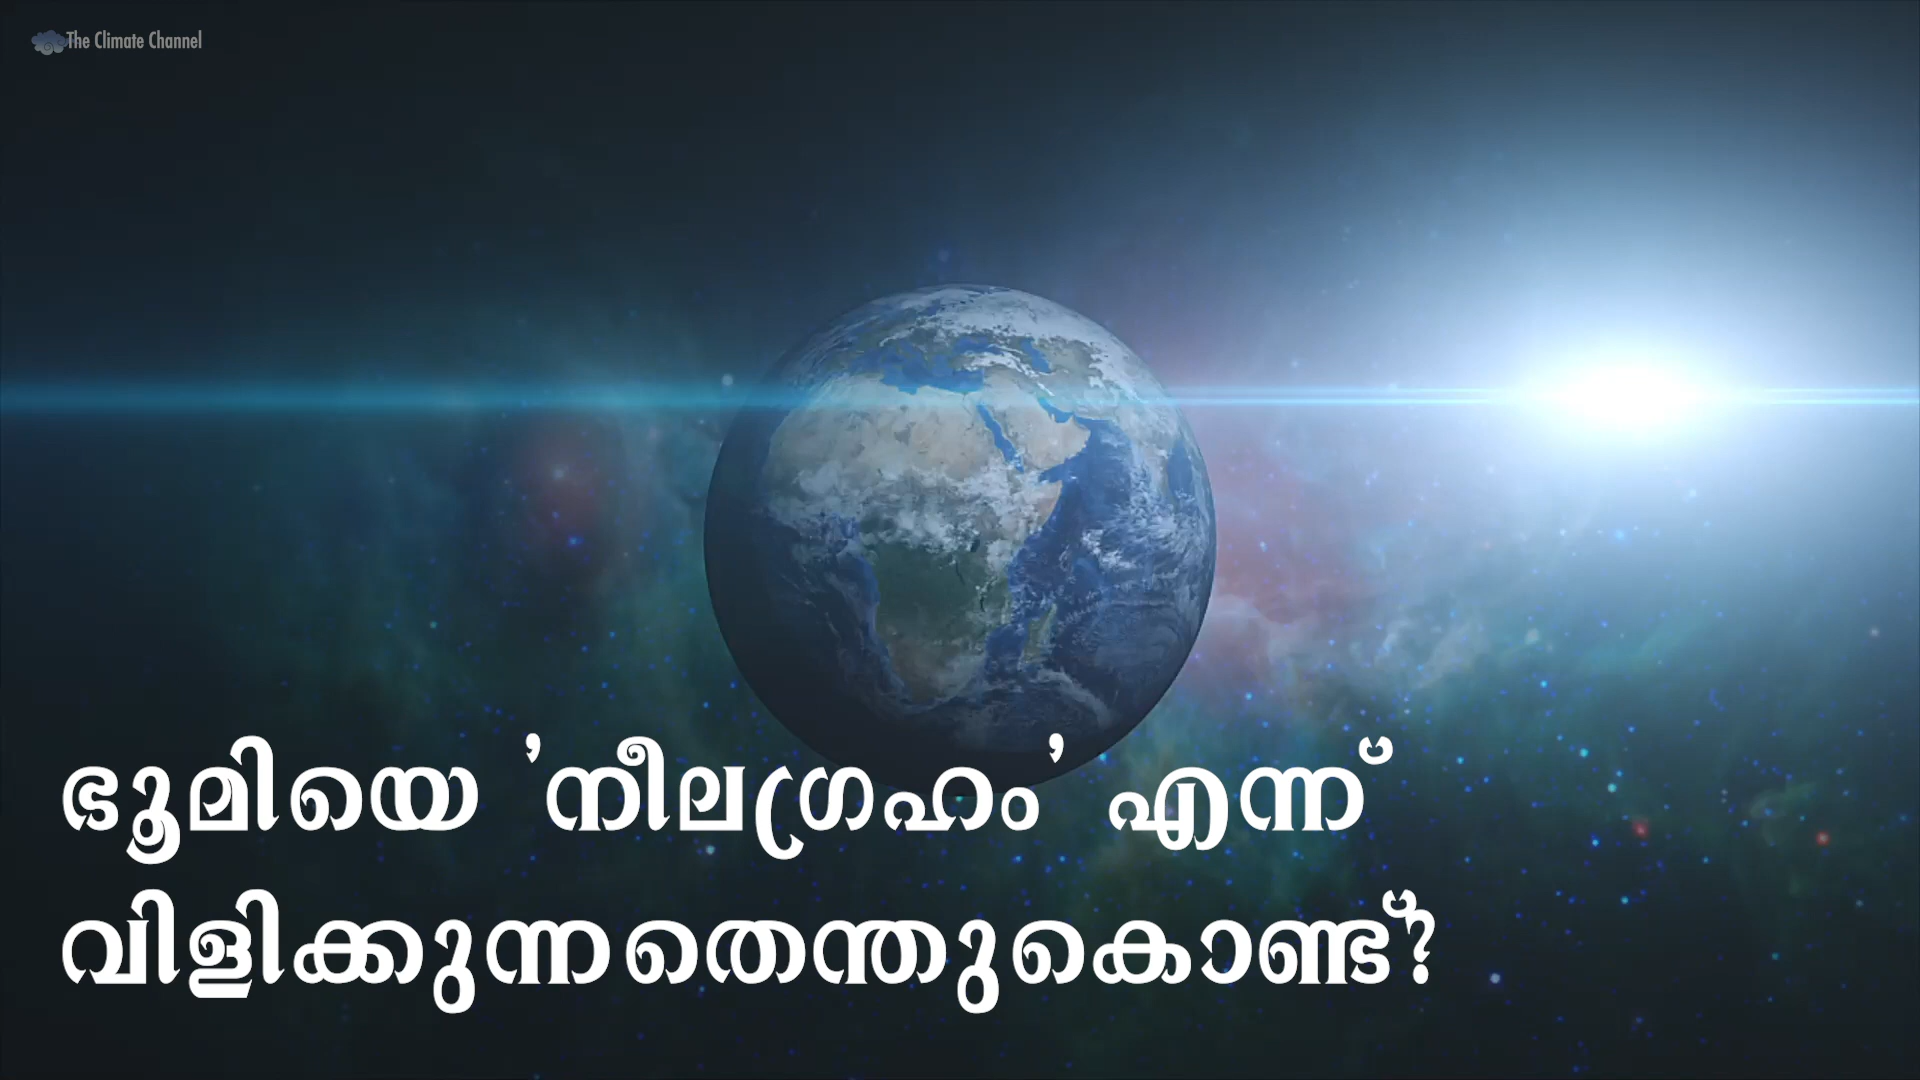 The Climate Channel
ഭൂമിയെ 'നീലഗ്രഹം' എന്ന്
വിളിക്കുന്നതെന്തുകൊണ്ട്?